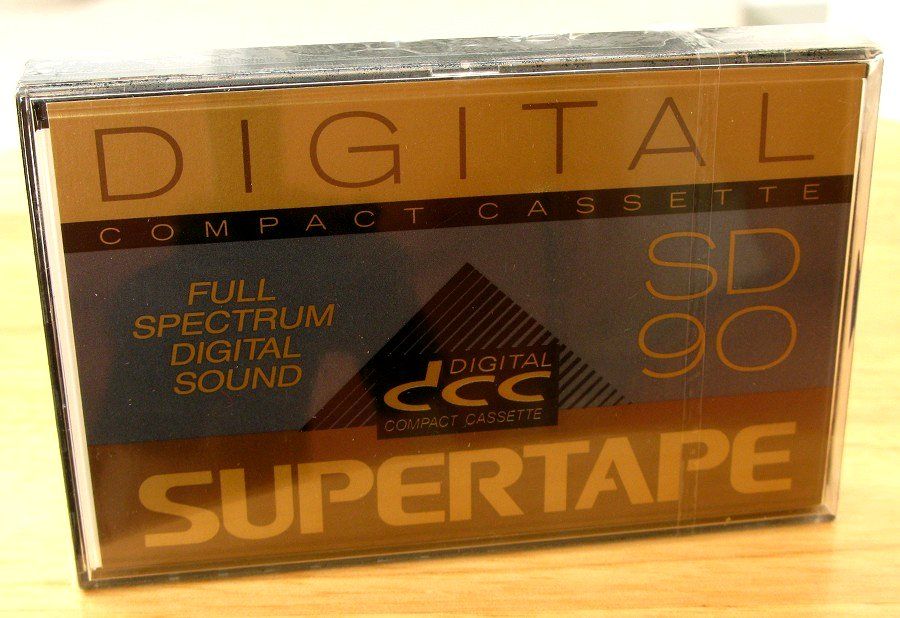 DIGITAL
COMPACT CASSETTE
SD
90
FULL
SPECTRUM
DIGITAL
SOUND
DIGITAL
dcc
COMPACT CASSETTE
SUPERTAPE